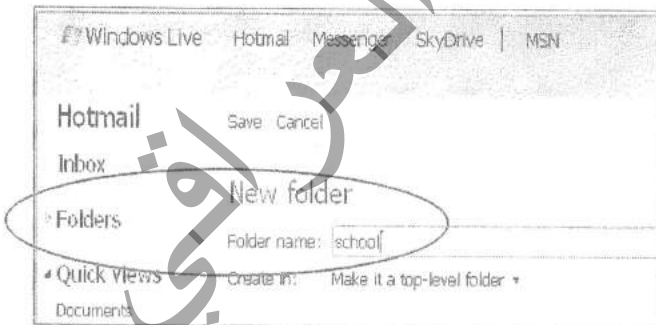 Windows Live Hotmail Messenger SkyDrive | MSN
Hotmail
Save Cancel
Inbox
New folder
Folders
Folder name: school
Quick Views
Create in: Make it a top-level folder
Documents